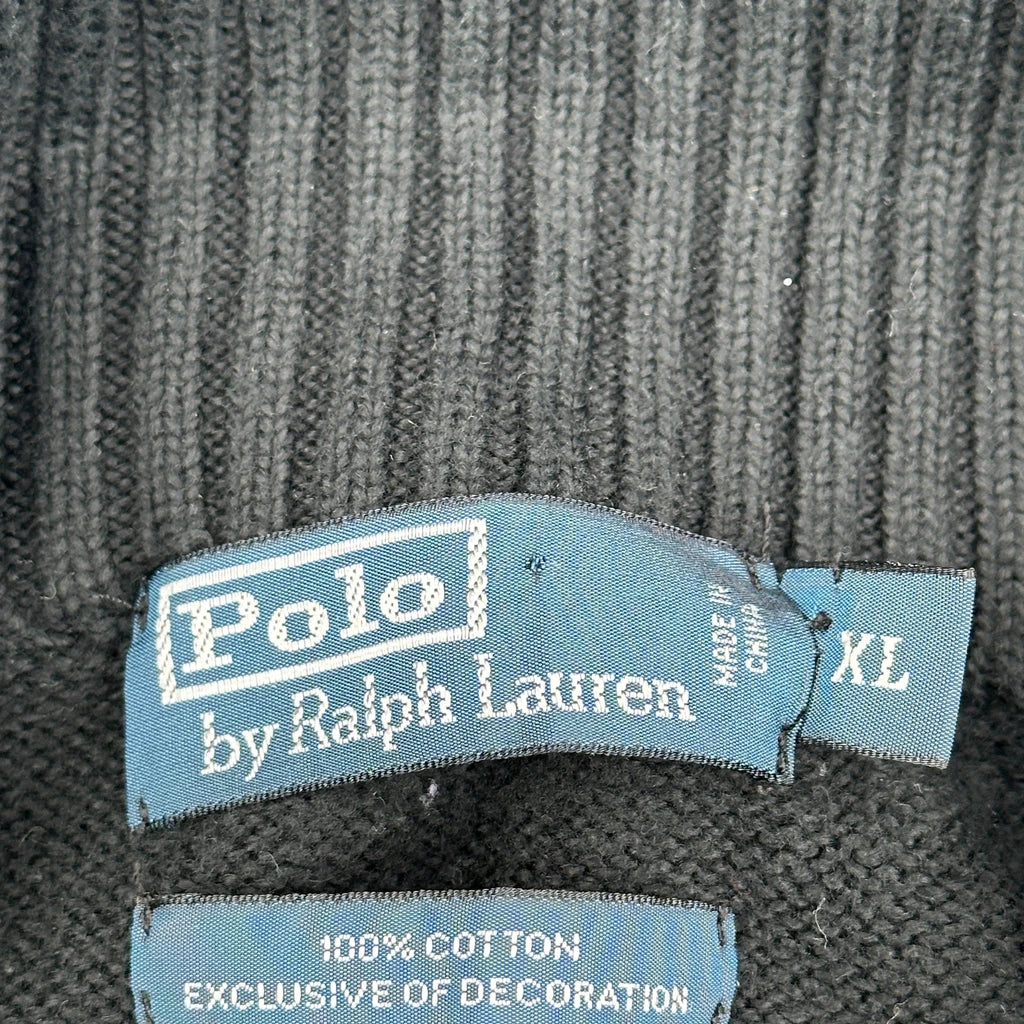 Polo
by Ralph Lauren
MADE IN
CHINA
XL
100% COTTON
EXCLUSIVE OF DECORATION